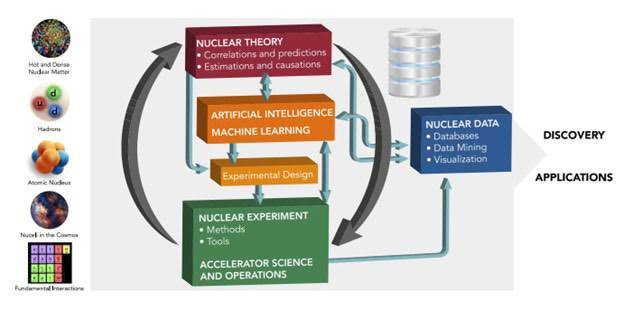 Hot and Dense
Nuclear Matter
u
d
d
Hadrons
Atomic Nucleus
Nuceli in the Cosmos
Fundamental Interactions
NUCLEAR THEORY
• Correlations and predictions
• Estimations and causations
ARTIFICIAL INTELLIGENCE
MACHINE LEARNING
Experimental Design
NUCLEAR EXPERIMENT
• Methods
• Tools
ACCELERATOR SCIENCE
AND OPERATIONS
NUCLEAR DATA
• Databases
• Data Mining
• Visualization
DISCOVERY
APPLICATIONS